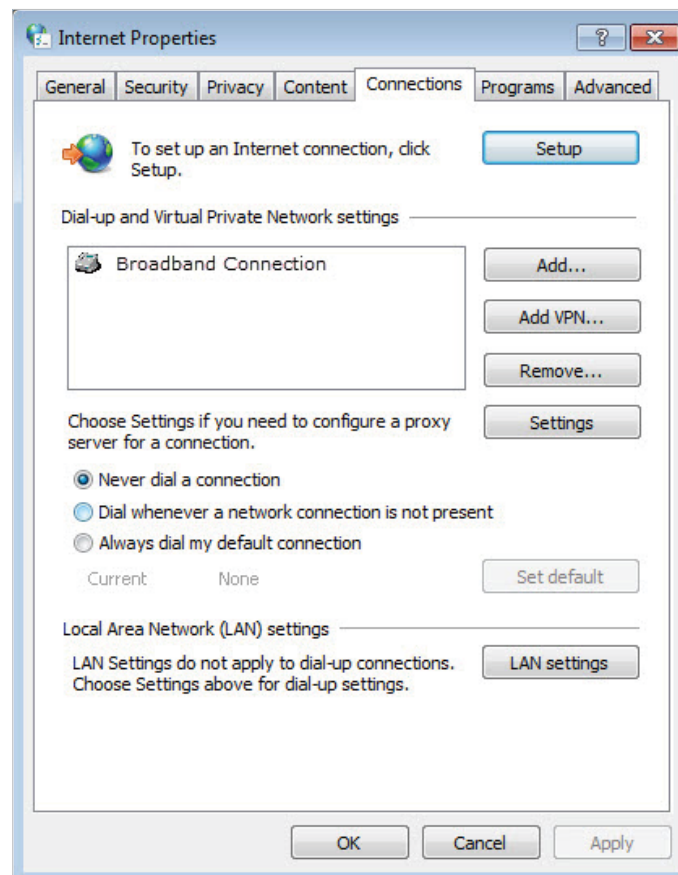 Internet Properties
General Security Privacy Content Connections Programs Advanced
To set up an Internet connection, click
Setup.
Setup
Dial-up and Virtual Private Network settings
Broadband Connection
Add...
Add VPN...
Remove...
Choose Settings if you need to configure a proxy
server for a connection.
Settings
Never dial a connection
Dial whenever a network connection is not present
Always dial my default connection
Current None
Set default
Local Area Network (LAN) settings
LAN Settings do not apply to dial-up connections.
Choose Settings above for dial-up settings.
LAN settings
OK Cancel Apply